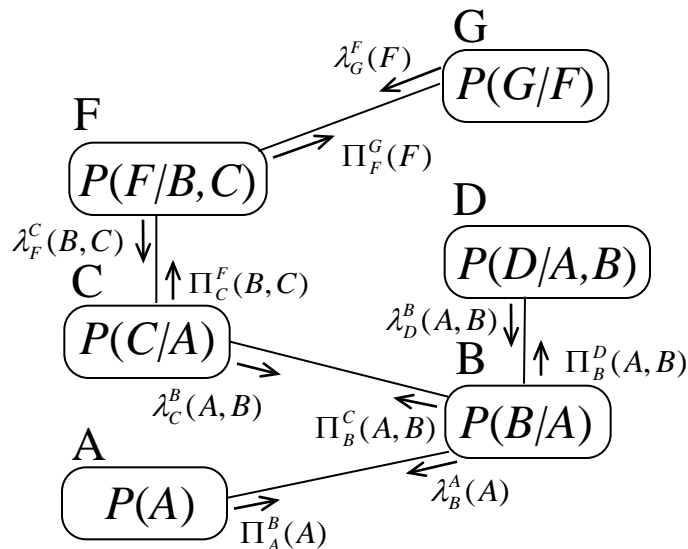 G
λ_G^F(F)
P(G/F)
F
Π_F^G(F)
P(F/B,C)
D
λ_F^C(B,C)
P(D/A,B)
C
Π_C^F(B,C)
λ_D^B(A,B)
P(C/A)
B
Π_B^D(A,B)
λ_C^B(A,B)
Π_B^C(A,B)
P(B/A)
A
λ_B^A(A)
P(A)
Π_A^B(A)